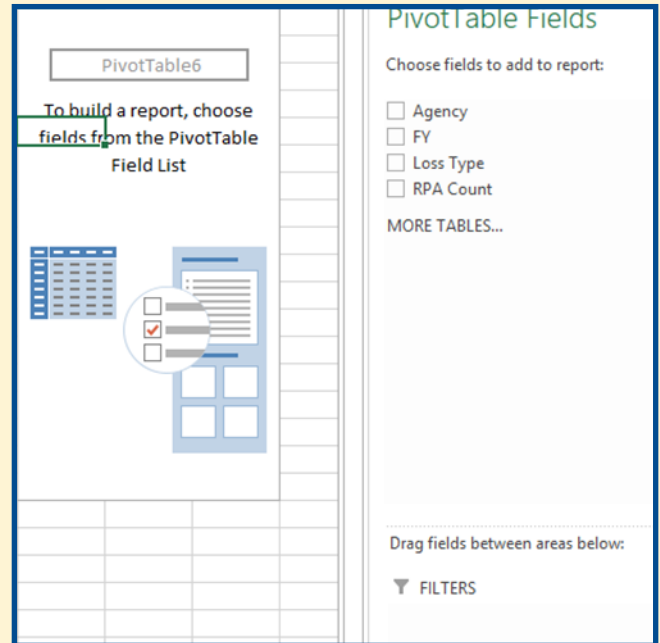 PivotTable6
To build a report, choose
fields from the PivotTable
Field List
PivotTable Fields
Choose fields to add to report:
Agency
FY
Loss Type
RPA Count
MORE TABLES...
Drag fields between areas below:
FILTERS